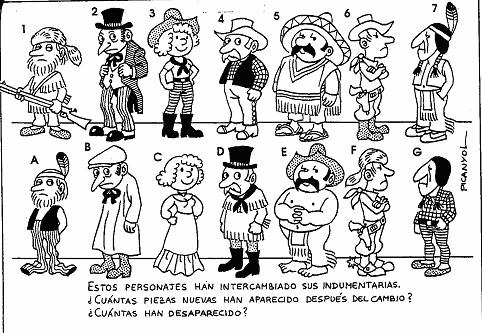 1 2 3 4 5 6 7
A B C D E F G
PICANYOL
ESTOS PERSONAJES HAN INTERCAMBIADO SUS INDUMENTARIAS.
¿CUÁNTAS PIEZAS NUEVAS HAN APARECIDO DESPUÉS DEL CAMBIO?
¿CUÁNTAS HAN DESAPARECIDO?